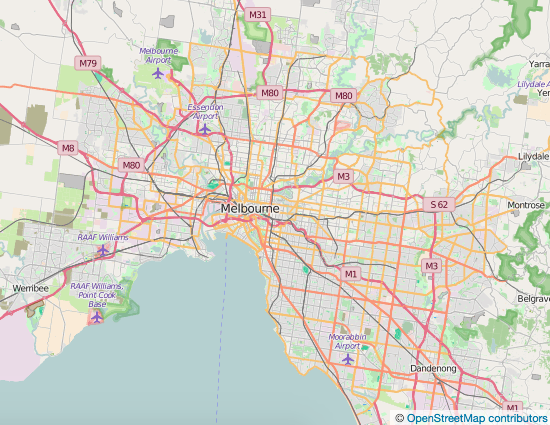 M31
Melbourne
Airport
M79
Yarra
Lilydale A
Yer
M80
M80
Essendon
Airport
M8
M80
Lilydale
M3
Melbourne
S 62
Montrose
RAAF Williams
M3
M1
Werribee
RAAF Williams,
Point Cook
Base
Belgrave
Moorabbin
Airport
Dandenong
M1
© OpenStreetMap contributors